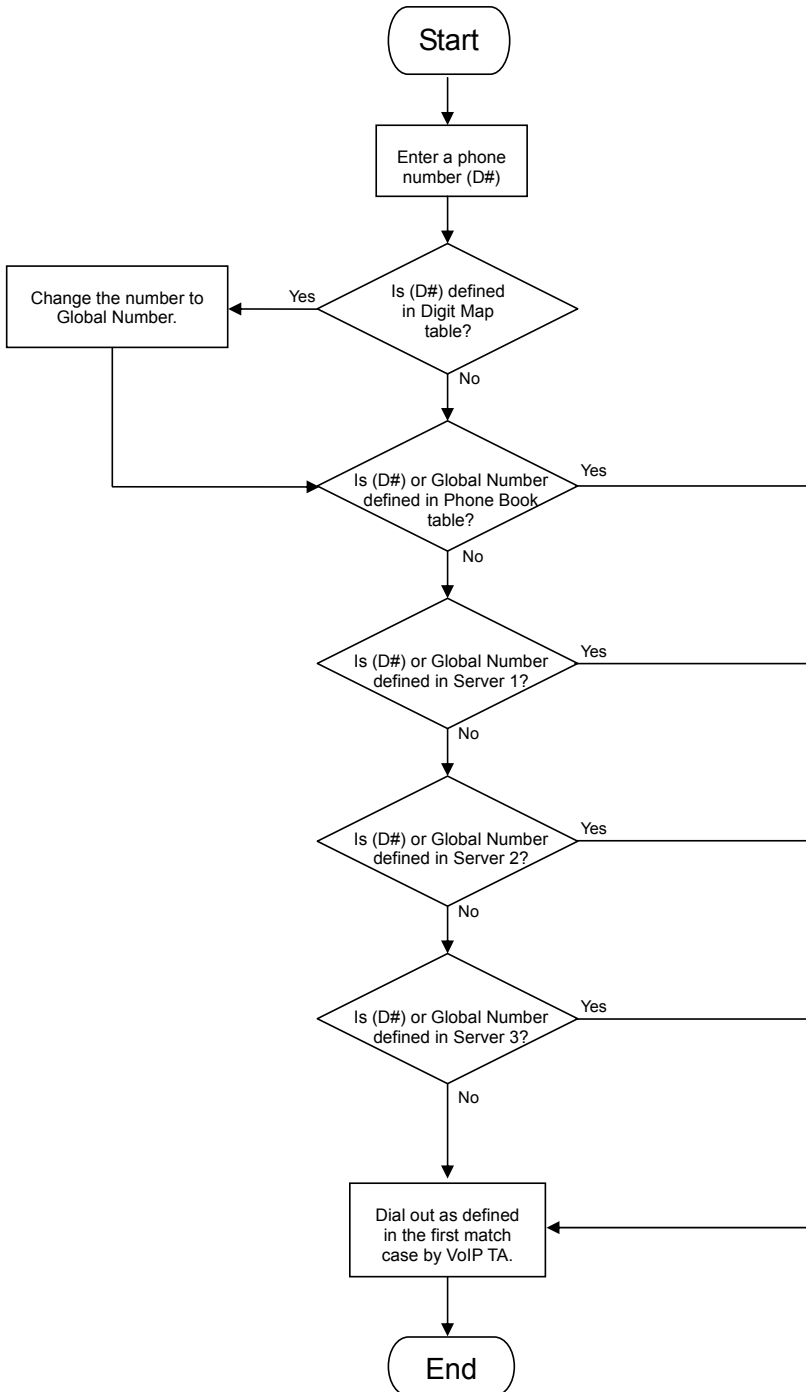 Start
Enter a phone
number (D#)
Is (D#) defined
in Digit Map
table?
Yes
Change the number to
Global Number.
No
Is (D#) or Global Number
defined in Phone Book
table?
Yes
No
Is (D#) or Global Number
defined in Server 1?
Yes
No
Is (D#) or Global Number
defined in Server 2?
Yes
No
Is (D#) or Global Number
defined in Server 3?
Yes
No
Dial out as defined
in the first match
case by VoIP TA.
End